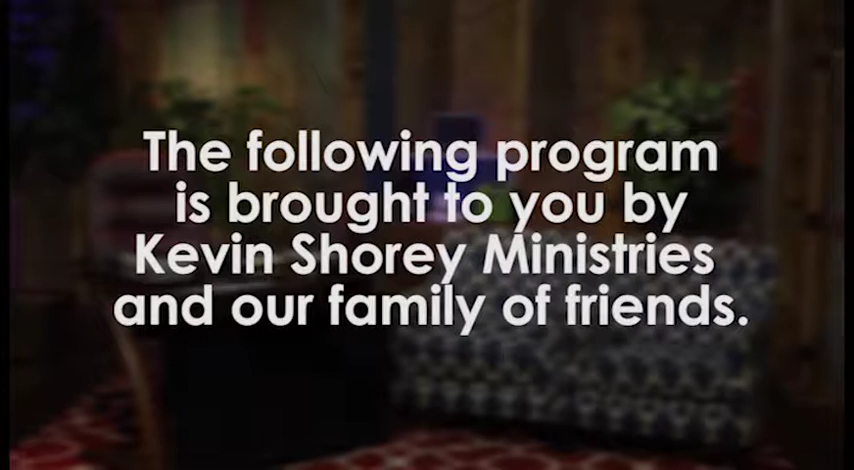 The following program
is brought to you by
Kevin Shorey Ministries
and our family of friends.